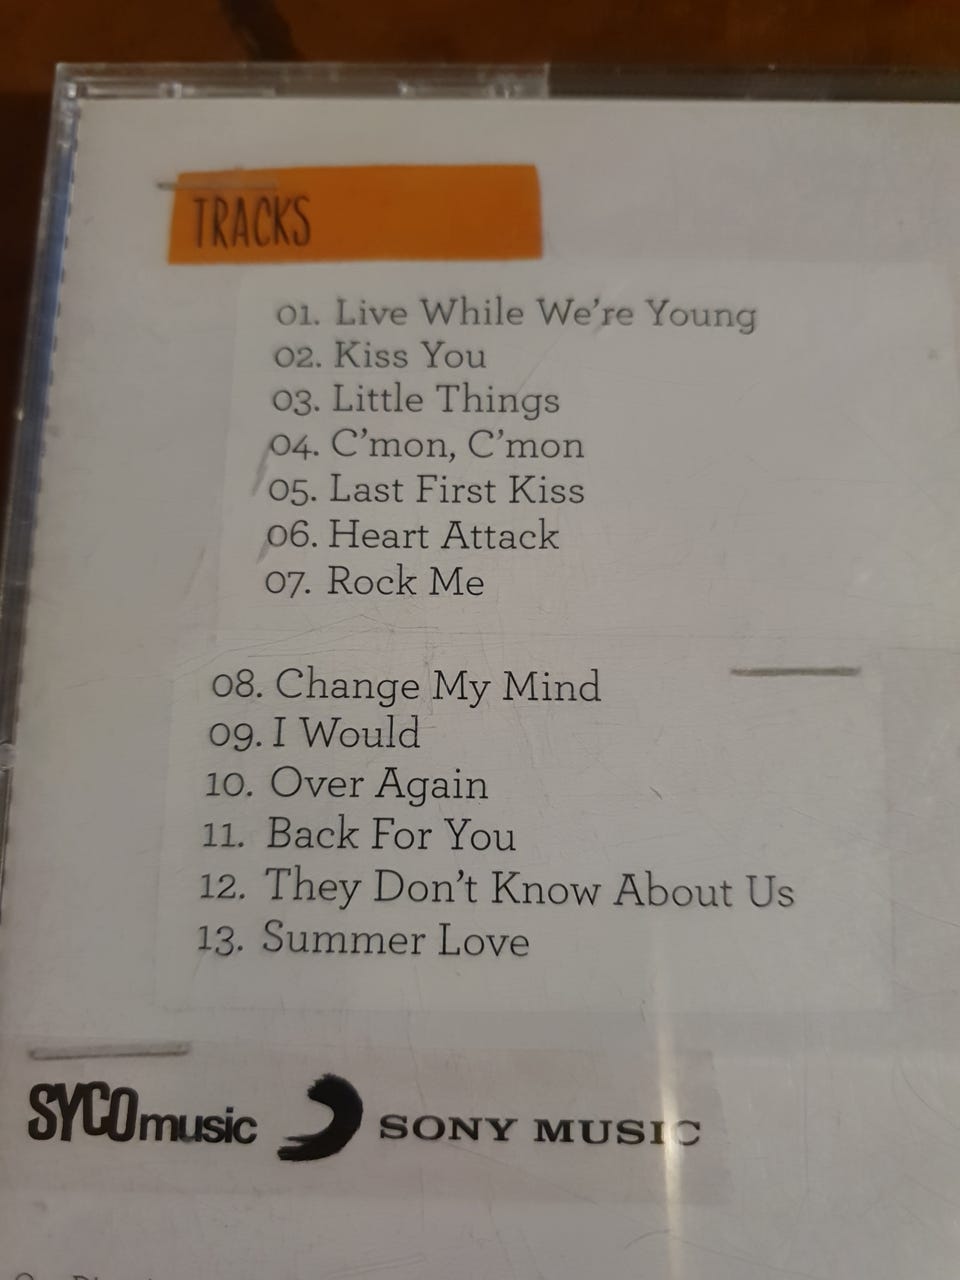 TRACKS
01. Live While We're Young
02. Kiss You
03. Little Things
04. C'mon, C'mon
05. Last First Kiss
06. Heart Attack
07. Rock Me
08. Change My Mind
09. I Would
10. Over Again
11. Back For You
12. They Don't Know About Us
13. Summer Love
SYCOmusic SONY MUSIC